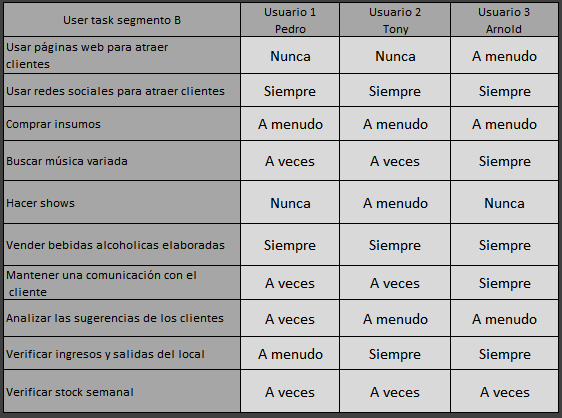 User task segmento B Usuario 1 Usuario 2 Usuario 3
Pedro Tony Arnold
Usar páginas web para atraer
clientes Nunca Nunca A menudo
Usar redes sociales para atraer clientes Siempre Siempre Siempre
Comprar insumos A menudo A menudo A menudo
Buscar música variada A veces A veces Siempre
Hacer shows Nunca A menudo Nunca
Vender bebidas alcoholicas elaboradas Siempre Siempre Siempre
Mantener una comunicación con el
cliente A veces A veces Siempre
Analizar las sugerencias de los clientes A veces A menudo A menudo
Verificar ingresos y salidas del local A menudo Siempre Siempre
Verificar stock semanal A veces A veces A veces